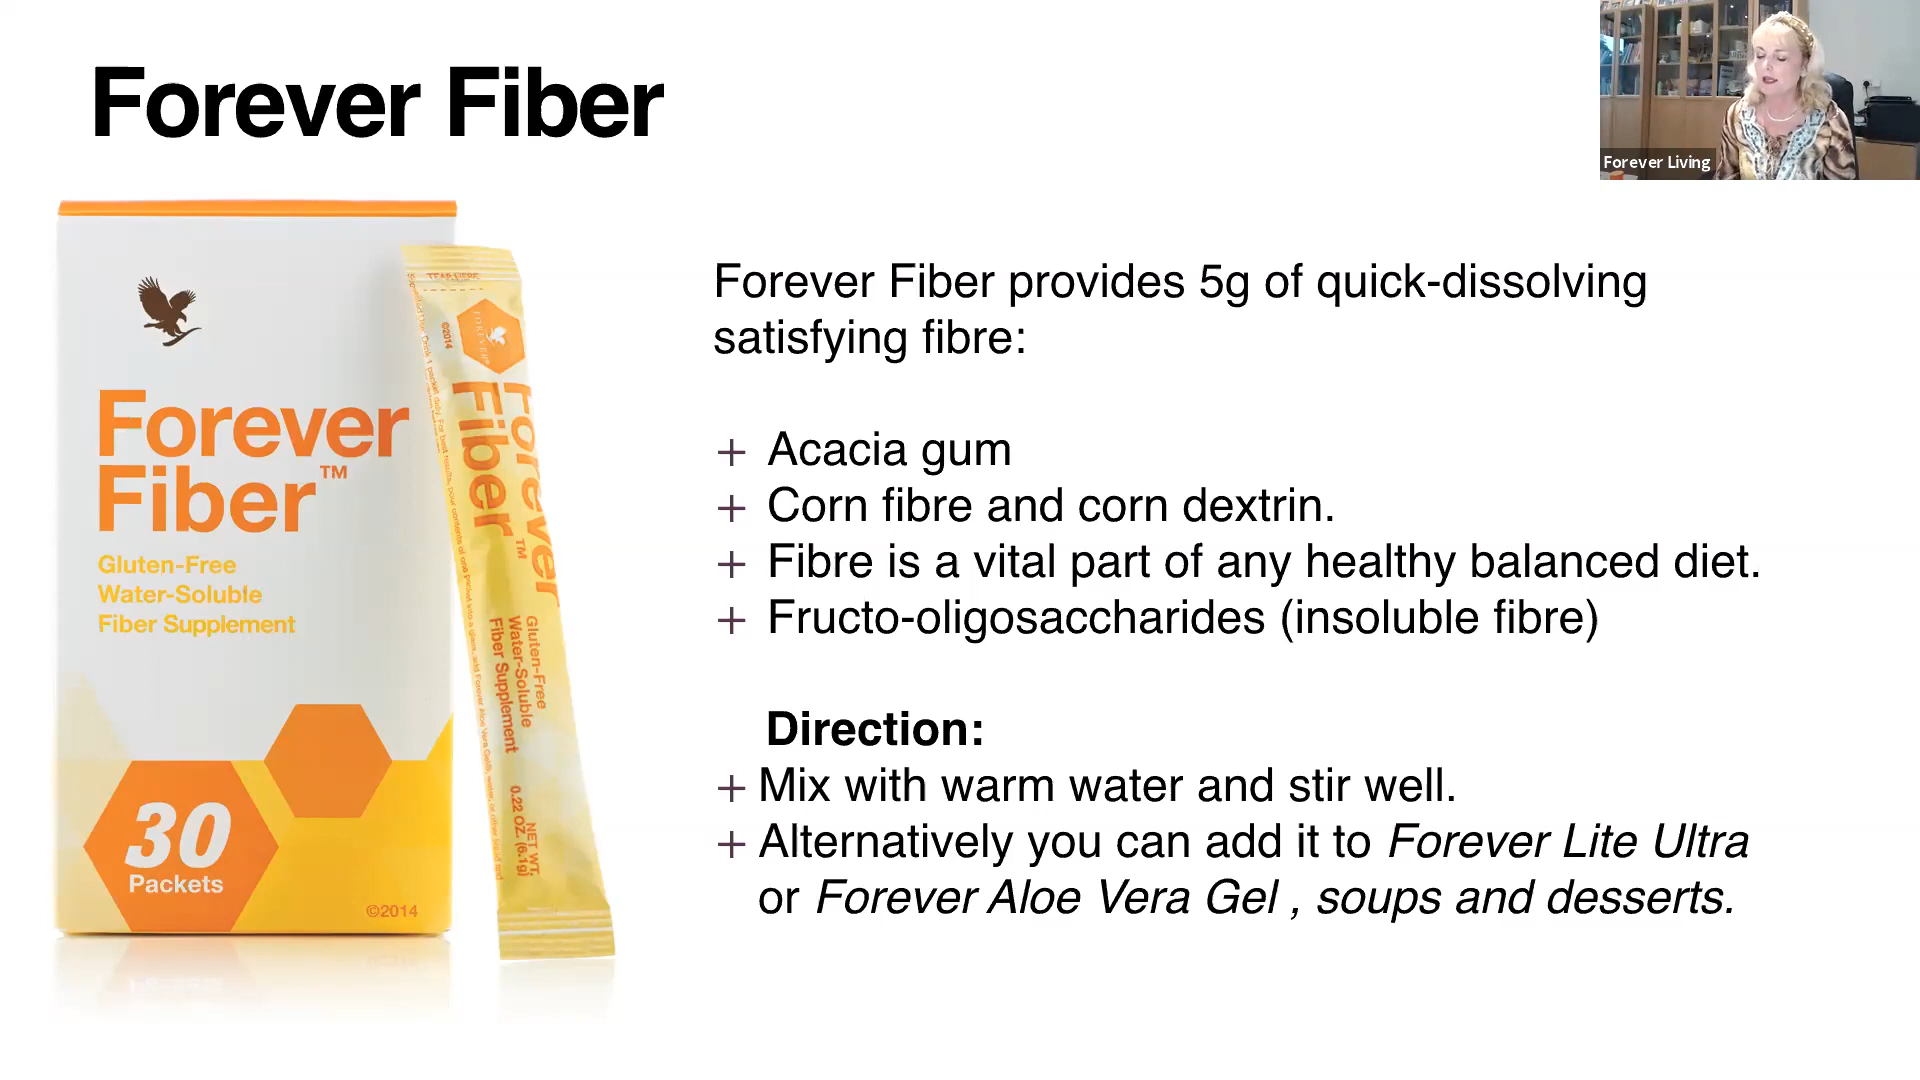 Forever Fiber
Forever Living
Forever Fiber provides 5g of quick-dissolving
satisfying fibre:
+ Acacia gum
+ Corn fibre and corn dextrin.
+ Fibre is a vital part of any healthy balanced diet.
+ Fructo-oligosaccharides (insoluble fibre)
Direction:
+ Mix with warm water and stir well.
+ Alternatively you can add it to Forever Lite Ultra
or Forever Aloe Vera Gel , soups and desserts.
Forever
Fiber™
Gluten-Free
Water-Soluble
Fiber Supplement
30
Packets
©2014
TEAR HERE
©2014
FOREVER
Forever
Fiber™
Gluten-Free
Water-Soluble
Fiber Supplement
NET WT.
0.22 OZ. (6.1g)